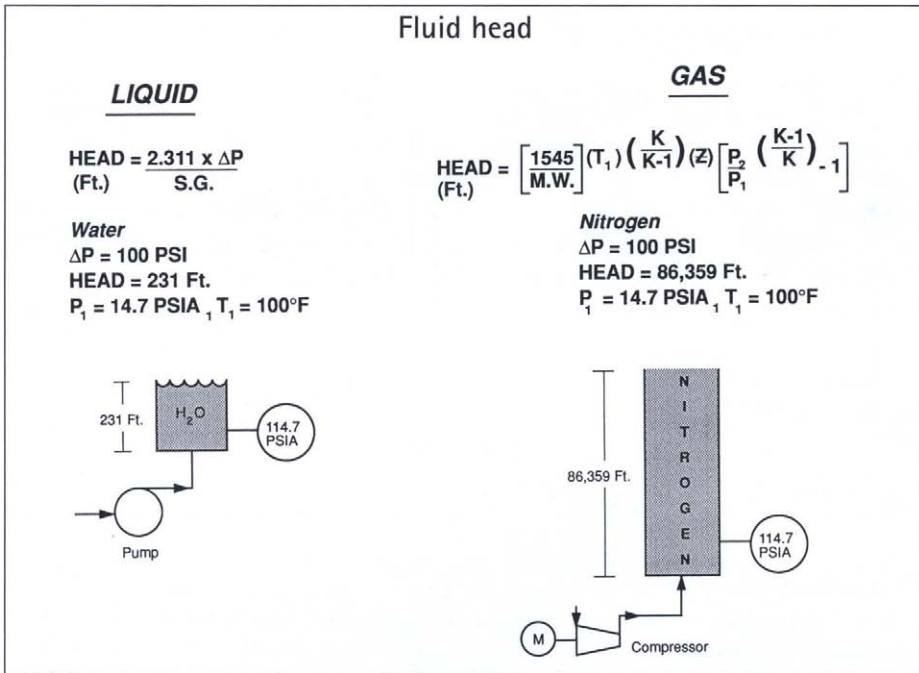 Fluid head
LIQUID
HEAD = 2.311 x ΔP
(Ft.) S.G.
Water
ΔP = 100 PSI
HEAD = 231 Ft.
P₁ = 14.7 PSIA ₁ T₁ = 100°F
231 Ft.
H₂O
114.7
PSIA
Pump
GAS
HEAD = [1545/M.W.] (T₁) (K/K-1) (Z) [P₂/P₁ (K-1/K) - 1]
(Ft.)
Nitrogen
ΔP = 100 PSI
HEAD = 86,359 Ft.
P₁ = 14.7 PSIA ₁ T₁ = 100°F
86,359 Ft.
NITROGEN
114.7
PSIA
M
Compressor